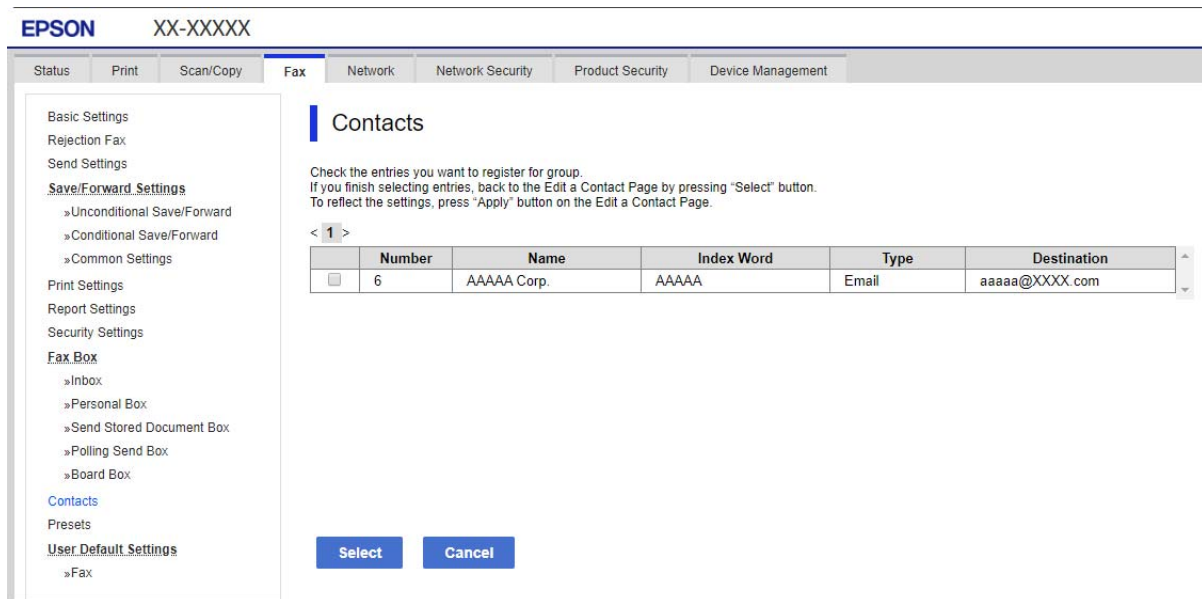 EPSON XX-XXXXX
Status Print Scan/Copy Fax Network Network Security Product Security Device Management
Basic Settings
Rejection Fax
Send Settings
Save/Forward Settings
»Unconditional Save/Forward
»Conditional Save/Forward
»Common Settings
Print Settings
Report Settings
Security Settings
Fax Box
»Inbox
»Personal Box
»Send Stored Document Box
»Polling Send Box
»Board Box
Contacts
Presets
User Default Settings
»Fax
Contacts
Check the entries you want to register for group.
If you finish selecting entries, back to the Edit a Contact Page by pressing “Select” button.
To reflect the settings, press “Apply” button on the Edit a Contact Page.
< 1 >
Number Name Index Word Type Destination
6 AAAAA Corp. AAAAA Email aaaaa@XXXX.com
Select Cancel